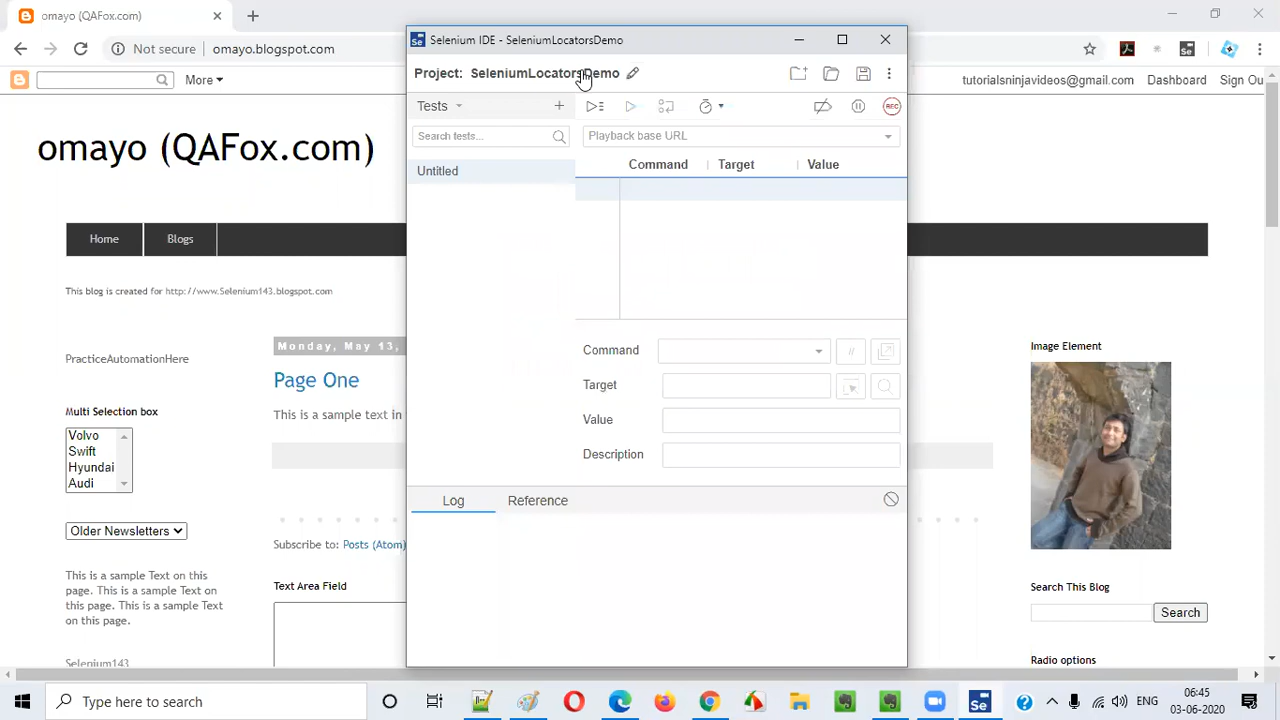 omayo (QAFox.com)
Not secure
omayo.blogspot.com
More
tutorialsninjavideos@gmail.com
Dashboard
Sign Ou
omayo (QAFox.com)
Home
Blogs
This blog is created for http://www.Selenium143.blogspot.com
PracticeAutomationHere
Multi Selection box
Volvo
Swift
Hyundai
Audi
Older Newsletters
This is a sample Text on this
page. This is a sample Text
on this page.
this page. This is a sample Text
on this page.
Selenium143
Monday, May 13,
Page One
This is a sample text in
Subscribe to: Posts (Atom)
Text Area Field
Selenium IDE - SeleniumLocatorsDemo
Project: SeleniumLocatorsDemo
Tests
Search tests...
Untitled
Playback base URL
REC
Command
Target
Value
Command
//
Target
Value
Description
Log
Reference
Image Element
Search This Blog
Search
Radio options
Type here to search
Se
ENG
06:45
03-06-2020